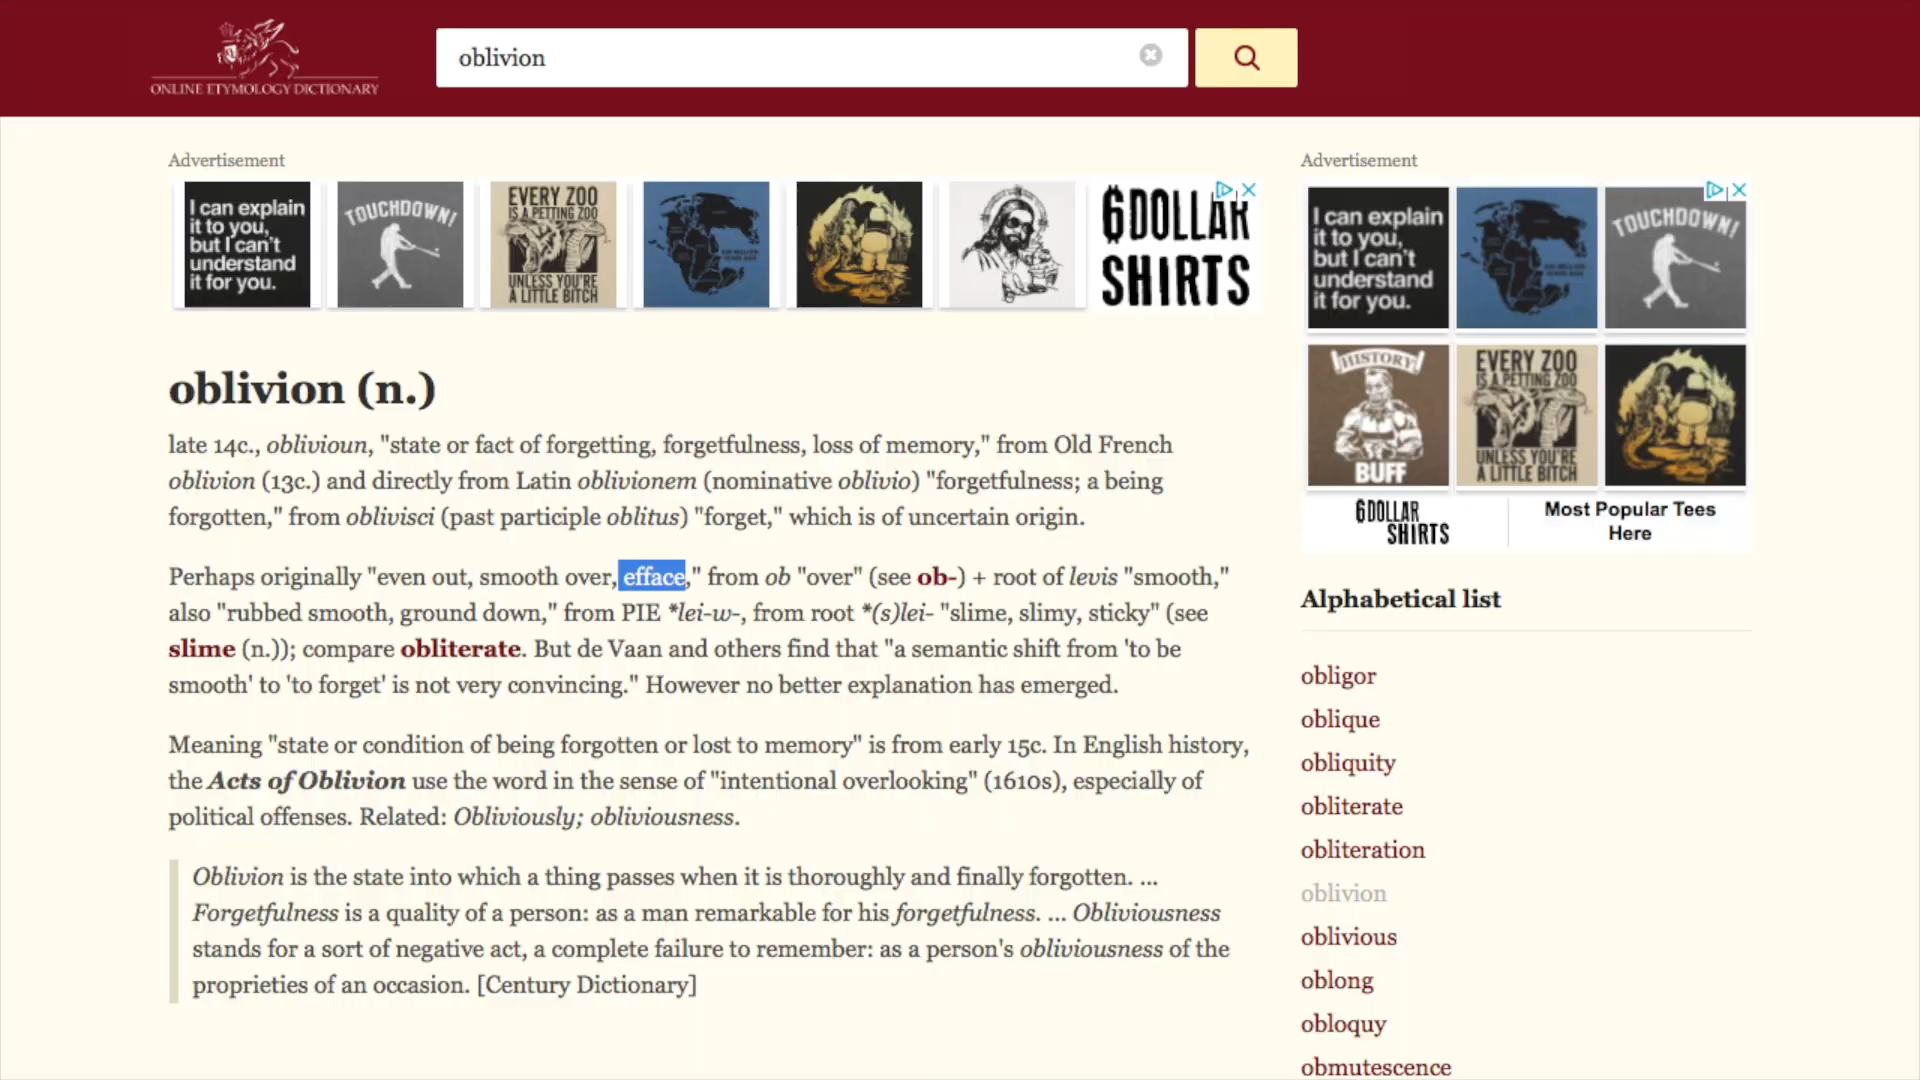 ONLINE ETYMOLOGY DICTIONARY
oblivion
Advertisement
I can explain
it to you,
but I can't
understand
it for you.
TOUCHDOWN!
EVERY ZOO
IS A PETTING ZOO
UNLESS YOU'RE
A LITTLE BITCH
6DOLLAR
SHIRTS
oblivion (n.)
late 14c., oblivioun, "state or fact of forgetting, forgetfulness, loss of memory," from Old French
oblivion (13c.) and directly from Latin oblivionem (nominative oblivio) "forgetfulness; a being
forgotten," from oblivisci (past participle oblitus) "forget," which is of uncertain origin.
Perhaps originally "even out, smooth over, efface," from ob "over" (see ob-) + root of levis "smooth,"
also "rubbed smooth, ground down," from PIE *lei-w-, from root *(s)lei- "slime, slimy, sticky" (see
slime (n.)); compare obliterate. But de Vaan and others find that "a semantic shift from 'to be
smooth' to 'to forget' is not very convincing." However no better explanation has emerged.
Meaning "state or condition of being forgotten or lost to memory" is from early 15c. In English history,
the Acts of Oblivion use the word in the sense of "intentional overlooking" (1610s), especially of
political offenses. Related: Obliviously; obliviousness.
Oblivion is the state into which a thing passes when it is thoroughly and finally forgotten. ...
Forgetfulness is a quality of a person: as a man remarkable for his forgetfulness. ... Obliviousness
stands for a sort of negative act, a complete failure to remember: as a person's obliviousness of the
proprieties of an occasion. [Century Dictionary]
Advertisement
I can explain
it to you,
but I can't
understand
it for you.
TOUCHDOWN!
HISTORY
BUFF
EVERY ZOO
IS A PETTING ZOO
UNLESS YOU'RE
A LITTLE BITCH
6DOLLAR
SHIRTS
Most Popular Tees
Here
Alphabetical list
obligor
oblique
obliquity
obliterate
obliteration
oblivion
oblivious
oblong
obloquy
obmutescence